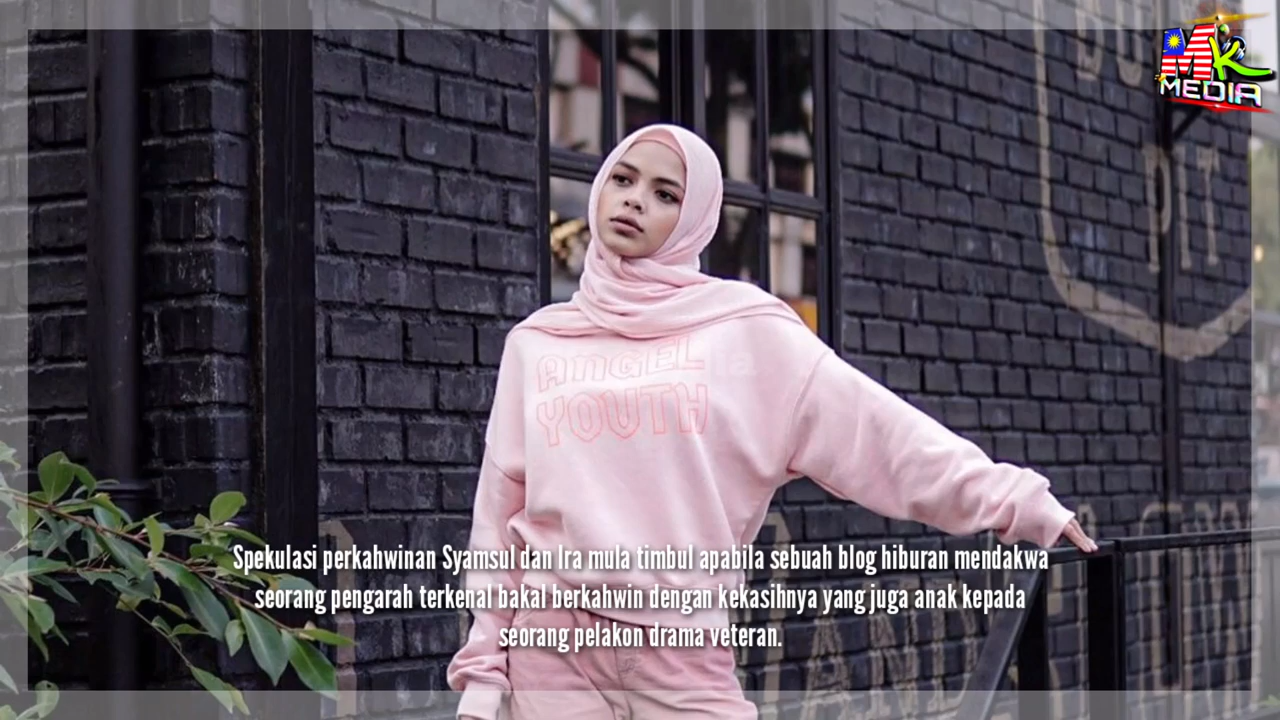 MK
MEDIA
PIT
ANGEL
YOUTH
Spekulasi perkahwinan Syamsul dan Ira mula timbul apabila sebuah blog hiburan mendakwa
seorang pengarah terkenal bakal berkahwin dengan kekasihnya yang juga anak kepada
seorang pelakon drama veteran.